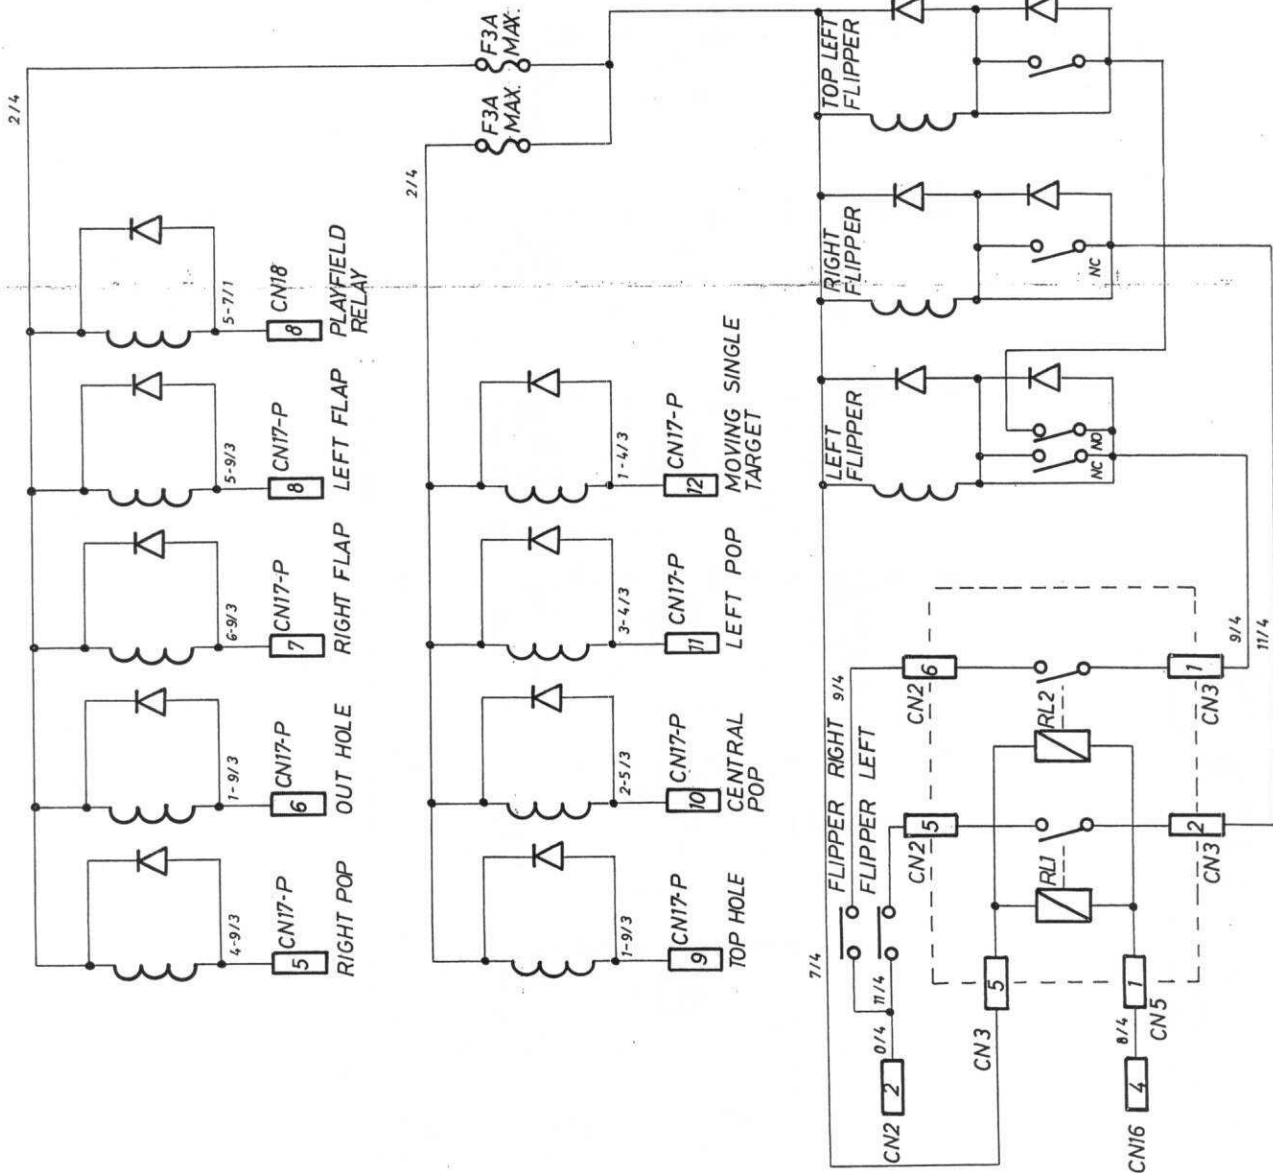 2/4
F3A
MAX.
F3A
MAX.
2/4
5-7/1
8
CN18
PLAYFIELD
RELAY
5-9/3
8
CN17-P
LEFT FLAP
6-9/3
7
CN17-P
RIGHT FLAP
1-9/3
6
CN17-P
OUT HOLE
4-9/3
5
CN17-P
RIGHT POP
1-4/3
12
CN17-P
MOVING SINGLE
TARGET
3-4/3
11
CN17-P
LEFT POP
2-5/3
10
CN17-P
CENTRAL
POP
1-9/3
9
CN17-P
TOP HOLE
TOP LEFT
FLIPPER
RIGHT
FLIPPER
NC
LEFT
FLIPPER
NC
NO
7/4
FLIPPER RIGHT
9/4
FLIPPER LEFT
11/4
0/4
2
CN2
CN2
6
RL2
1
CN3
9/4
11/4
CN2
5
RL1
2
CN3
5
CN3
1
CN5
8/4
4
CN16